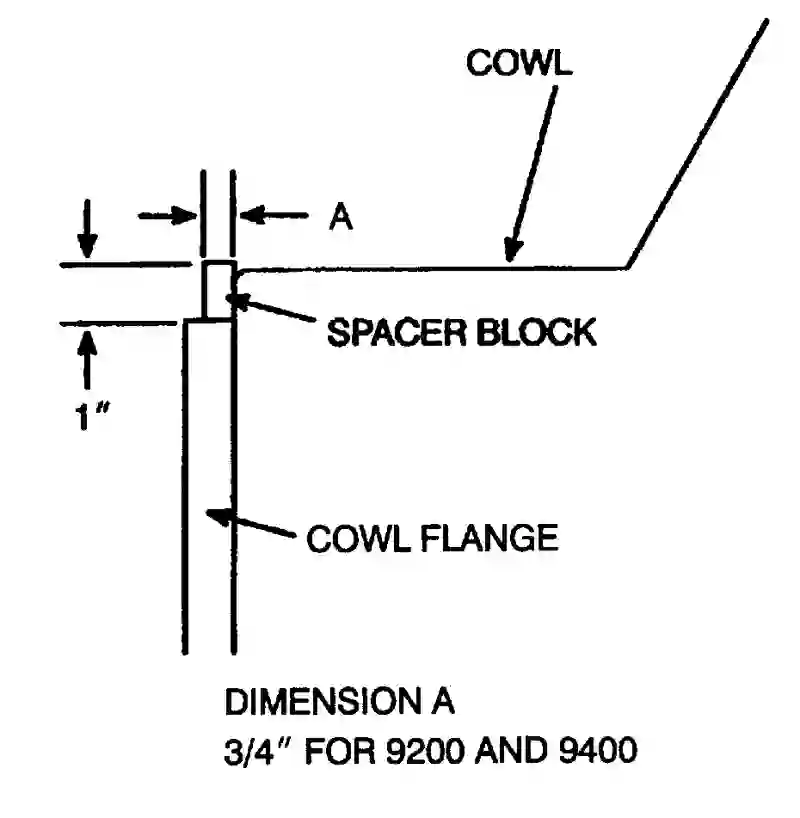 COWL
A
SPACER BLOCK
1"
COWL FLANGE
DIMENSION A
3/4" FOR 9200 AND 9400